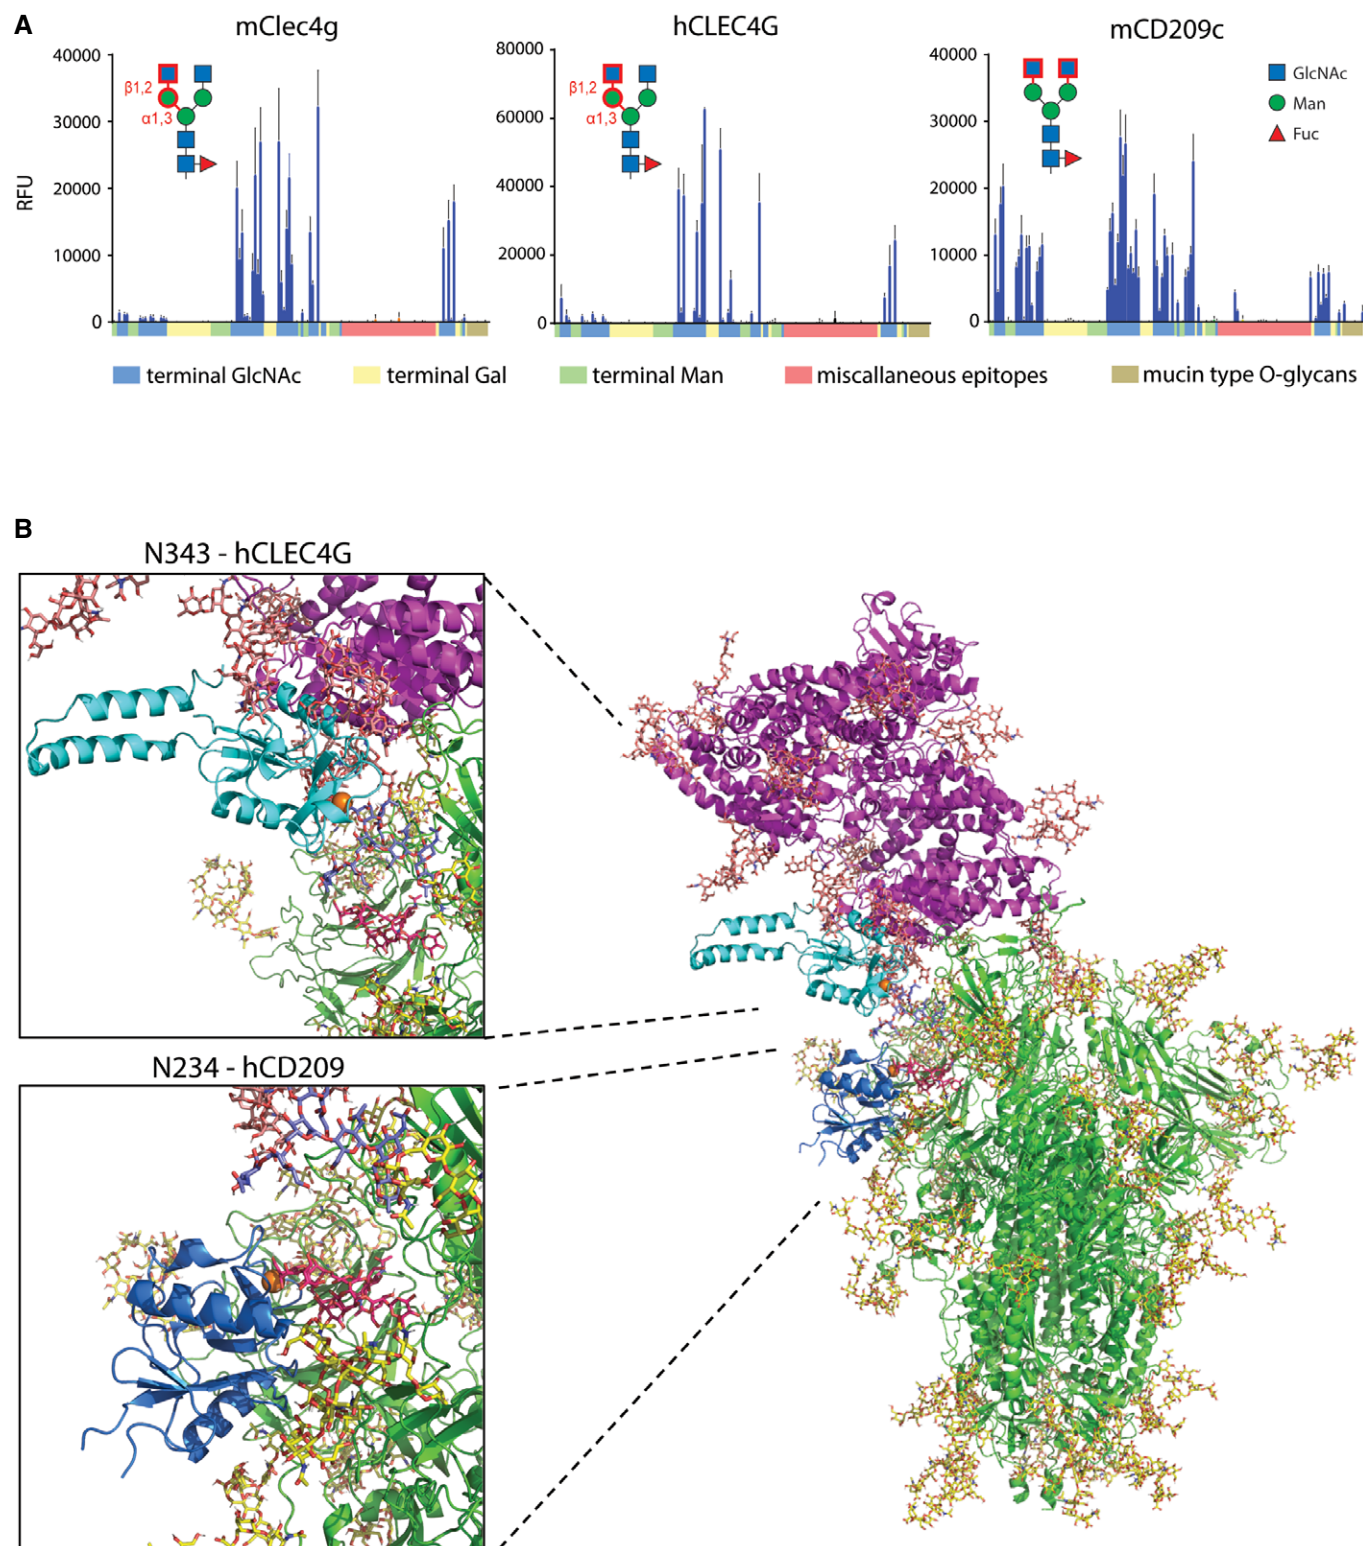 A
mClec4g
hCLEC4G
mCD209c
40000
30000
20000
10000
0
RFU
β1,2
α1,3
80000
60000
40000
20000
0
β1,2
α1,3
40000
30000
20000
10000
0
GlcNAc
Man
Fuc
terminal GlcNAc
terminal Gal
terminal Man
miscallaneous epitopes
mucin type O-glycans
B
N343 - hCLEC4G
N234 - hCD209